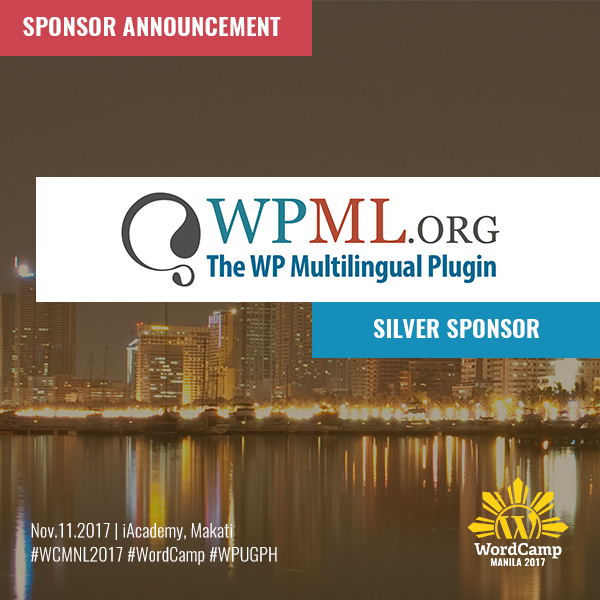 SPONSOR ANNOUNCEMENT
WPML.ORG
The WP Multilingual Plugin
SILVER SPONSOR
Nov.11.2017 | iAcademy, Makati
#WCMNL2017 #WordCamp #WPUGPH
W
WordCamp
MANILA 2017